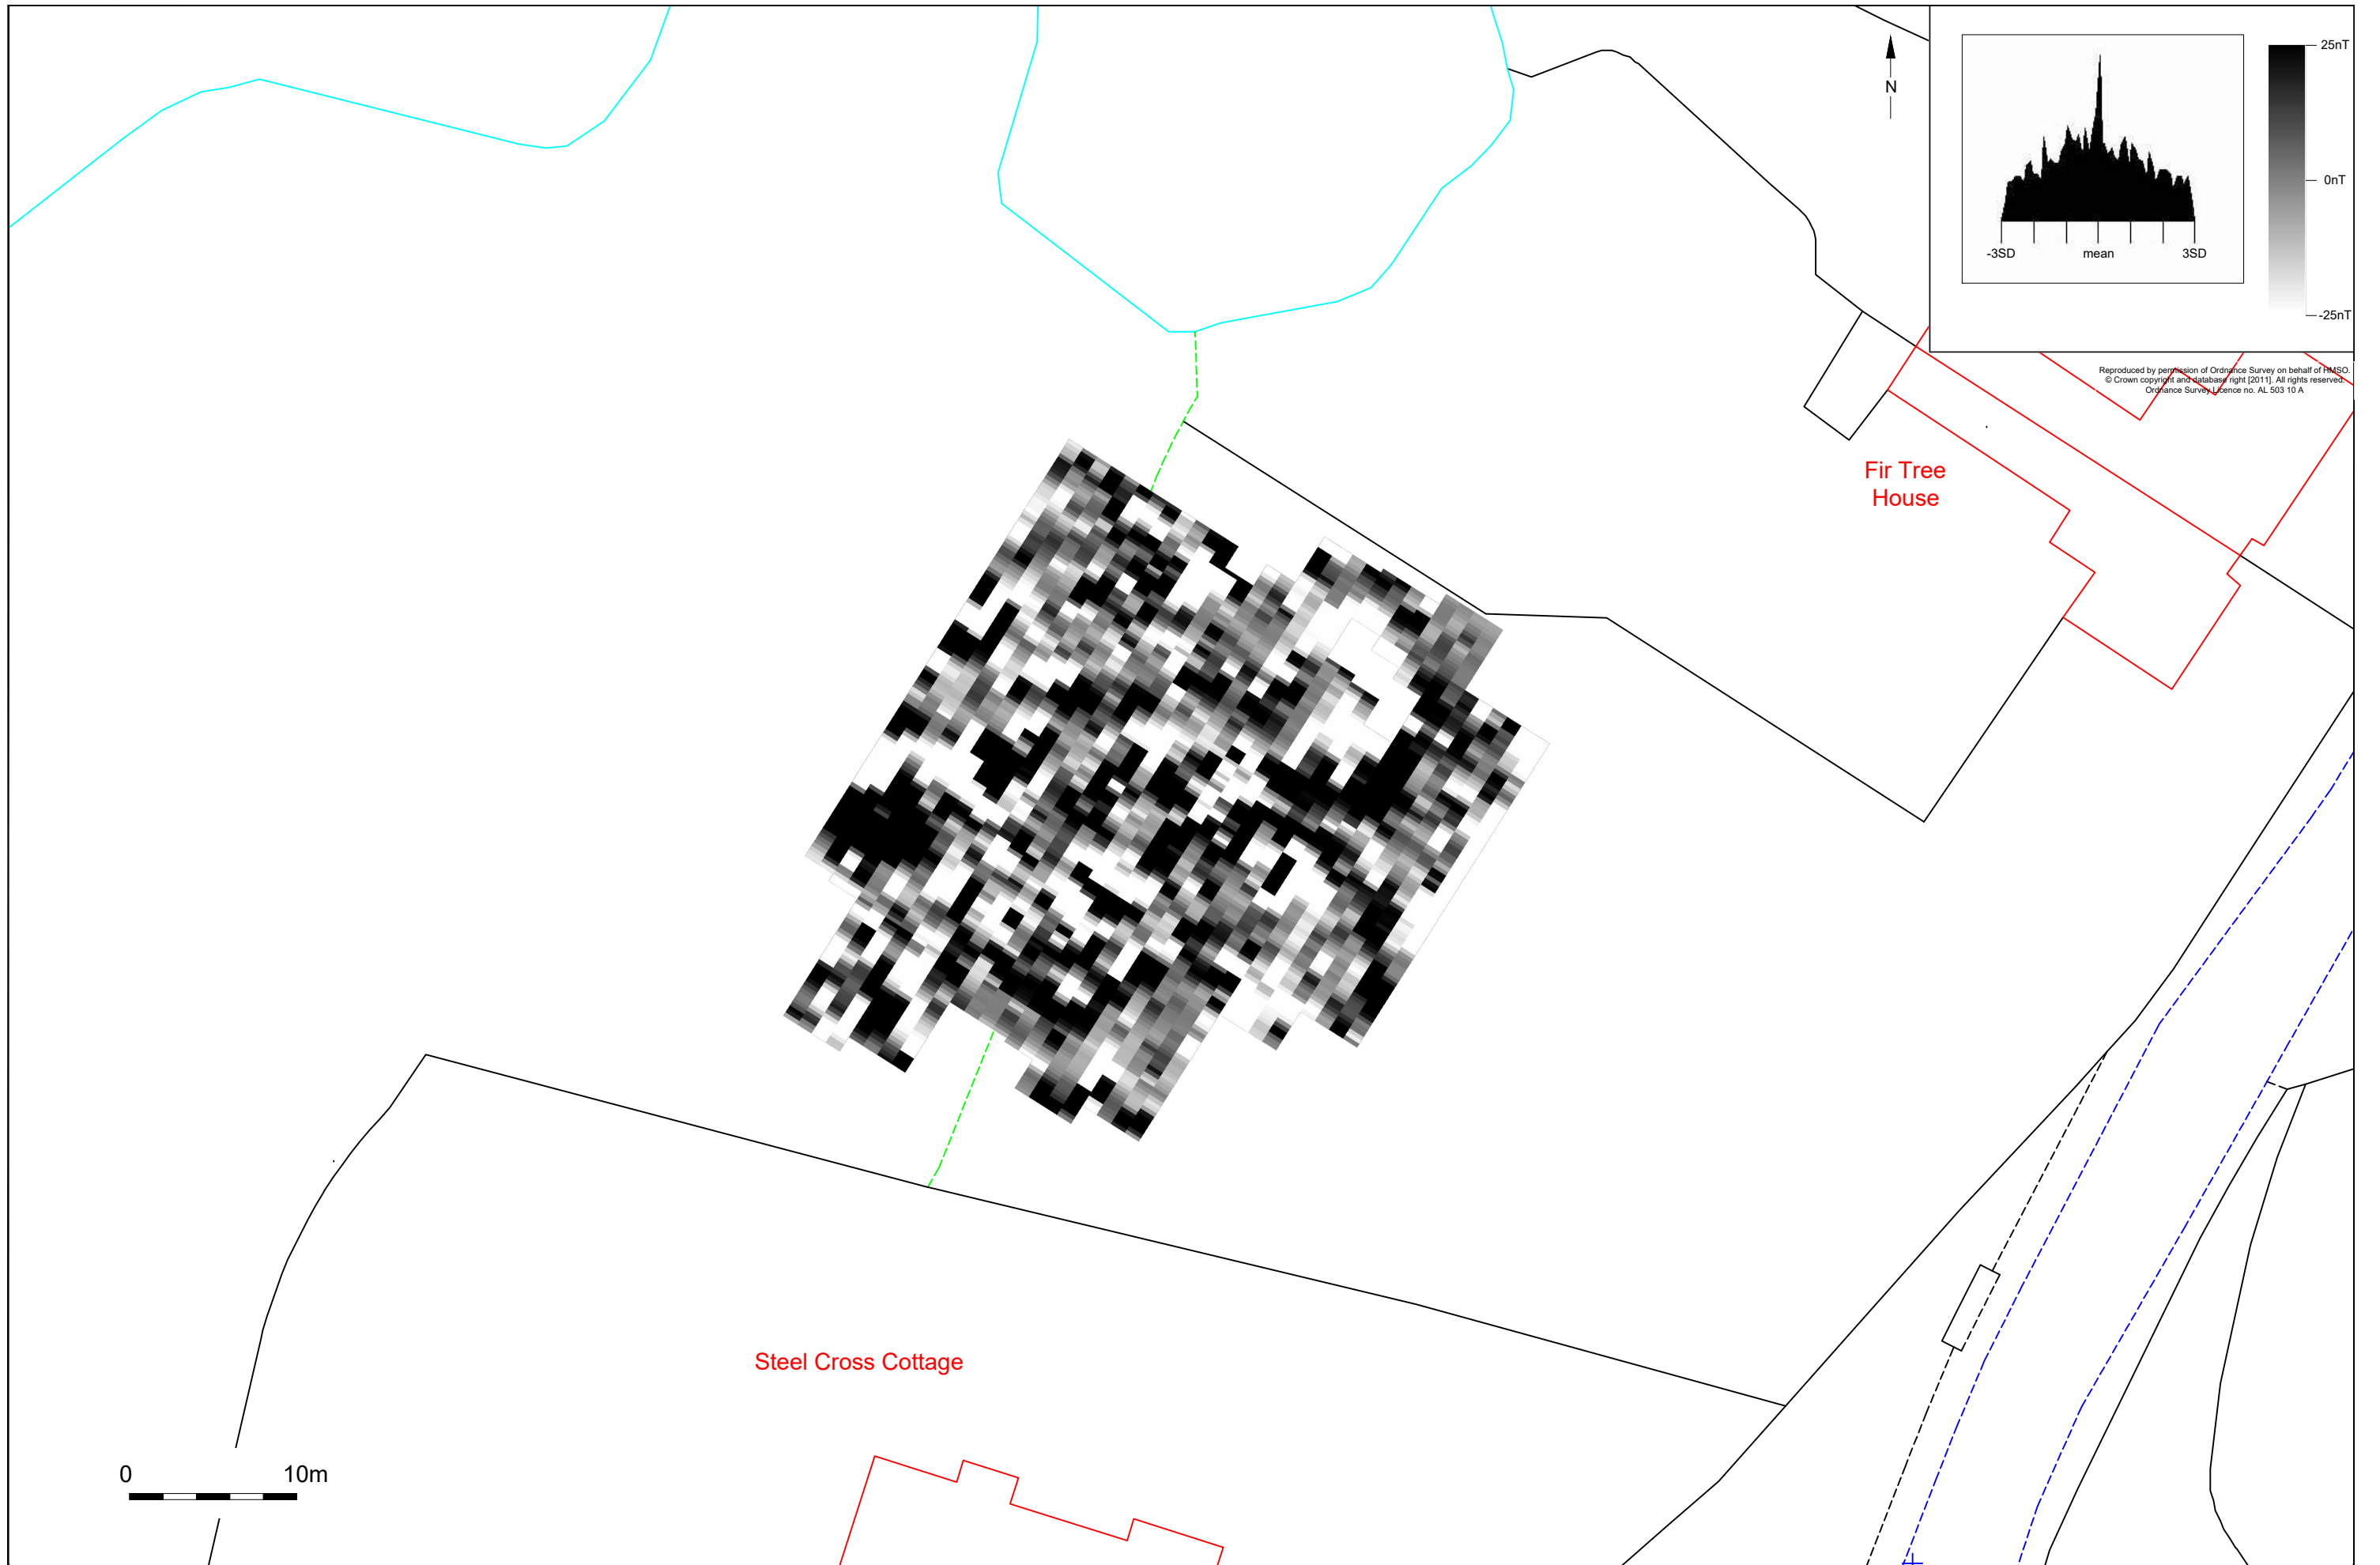 N
25nT
0nT
-25nT
-3SD
mean
3SD
Reproduced by permission of Ordnance Survey on behalf of HMSO.
© Crown copyright and database right [2011]. All rights reserved.
Ordnance Survey Licence no. AL 503 10 A
Fir Tree
House
Steel Cross Cottage
0
10m